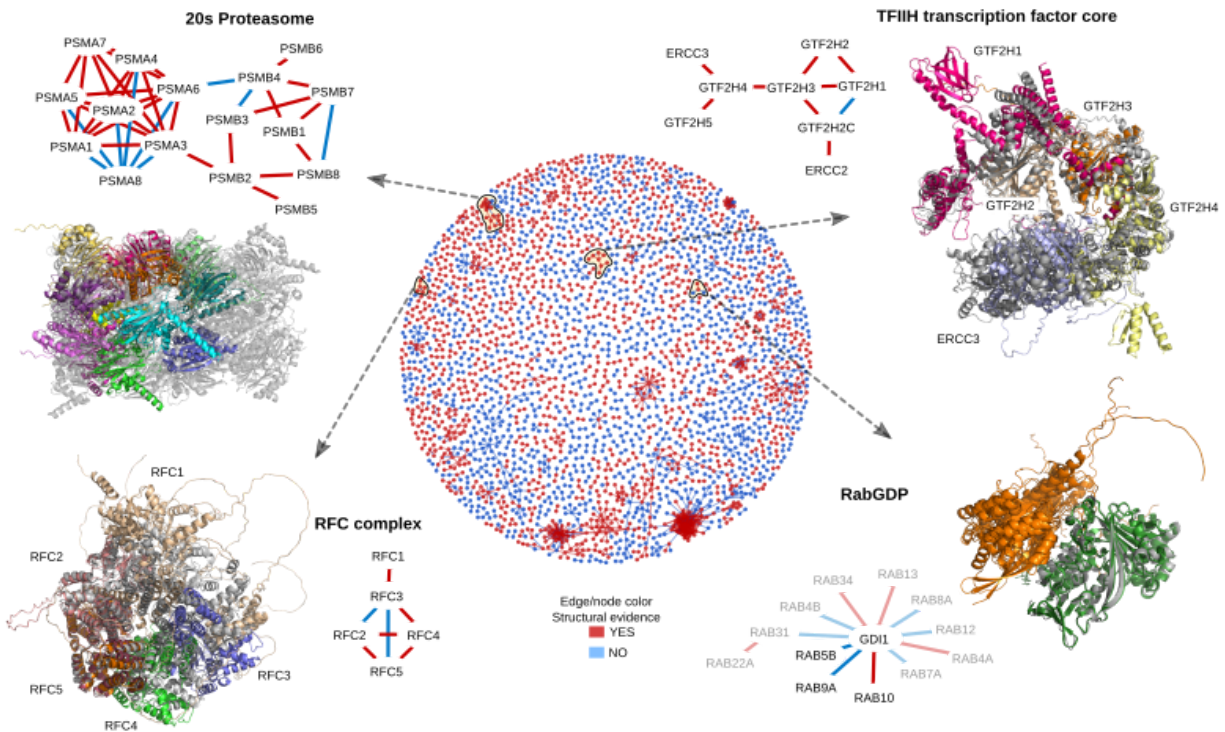 20s Proteasome
PSMA7
PSMA4
PSMB6
PSMA6
PSMB4
PSMB7
PSMA5
PSMA2
PSMB3
PSMB1
PSMA1
PSMA3
PSMA8
PSMB2
PSMB8
PSMB5
TFIIH transcription factor core
ERCC3
GTF2H2
GTF2H4
GTF2H3
GTF2H1
GTF2H5
GTF2H2C
ERCC2
GTF2H1
GTF2H3
GTF2H2
GTF2H4
ERCC3
RFC1
RFC2
RFC5
RFC4
RFC3
RFC complex
RFC1
RFC3
RFC2
RFC4
RFC5
Edge/node color
Structural evidence
YES
NO
RabGDP
RAB34
RAB13
RAB4B
RAB8A
RAB31
GDI1
RAB12
RAB22A
RAB5B
RAB4A
RAB7A
RAB9A
RAB10